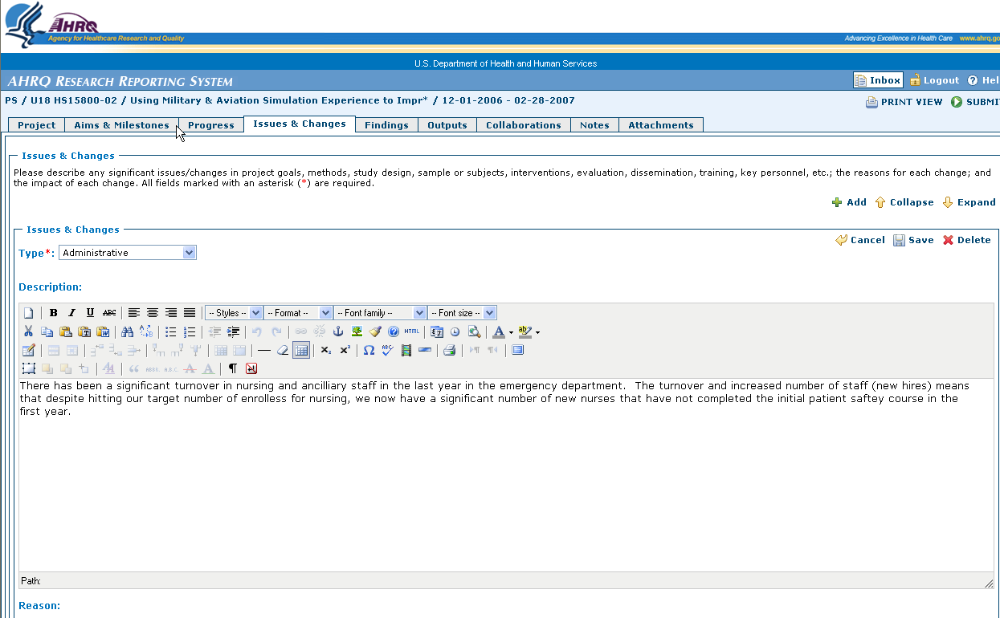 AHRQ
Agency for Healthcare Research and Quality
Advancing Excellence in Health Care www.ahrq.go
U.S. Department of Health and Human Services
AHRQ RESEARCH REPORTING SYSTEM
Inbox Logout Hel
PS / U18 HS15800-02 / Using Military & Aviation Simulation Experience to Impr* / 12-01-2006 - 02-28-2007
PRINT VIEW SUBMI
Project Aims & Milestones Progress Issues & Changes Findings Outputs Collaborations Notes Attachments
Issues & Changes
Please describe any significant issues/changes in project goals, methods, study design, sample or subjects, interventions, evaluation, dissemination, training, key personnel, etc.; the reasons for each change; and
the impact of each change. All fields marked with an asterisk (*) are required.
Add Collapse Expand
Issues & Changes
Cancel Save Delete
Type*: Administrative
Description:
B I U ABC -- Styles -- -- Format -- -- Font family -- -- Font size --
HTML A ab
x₂ x² Ω ABC
A ABBR. A.B.C. A A ¶
There has been a significant turnover in nursing and ancilliary staff in the last year in the emergency department. The turnover and increased number of staff (new hires) means
that despite hitting our target number of enrolless for nursing, we now have a significant number of new nurses that have not completed the initial patient saftey course in the
first year.
Path:
Reason: